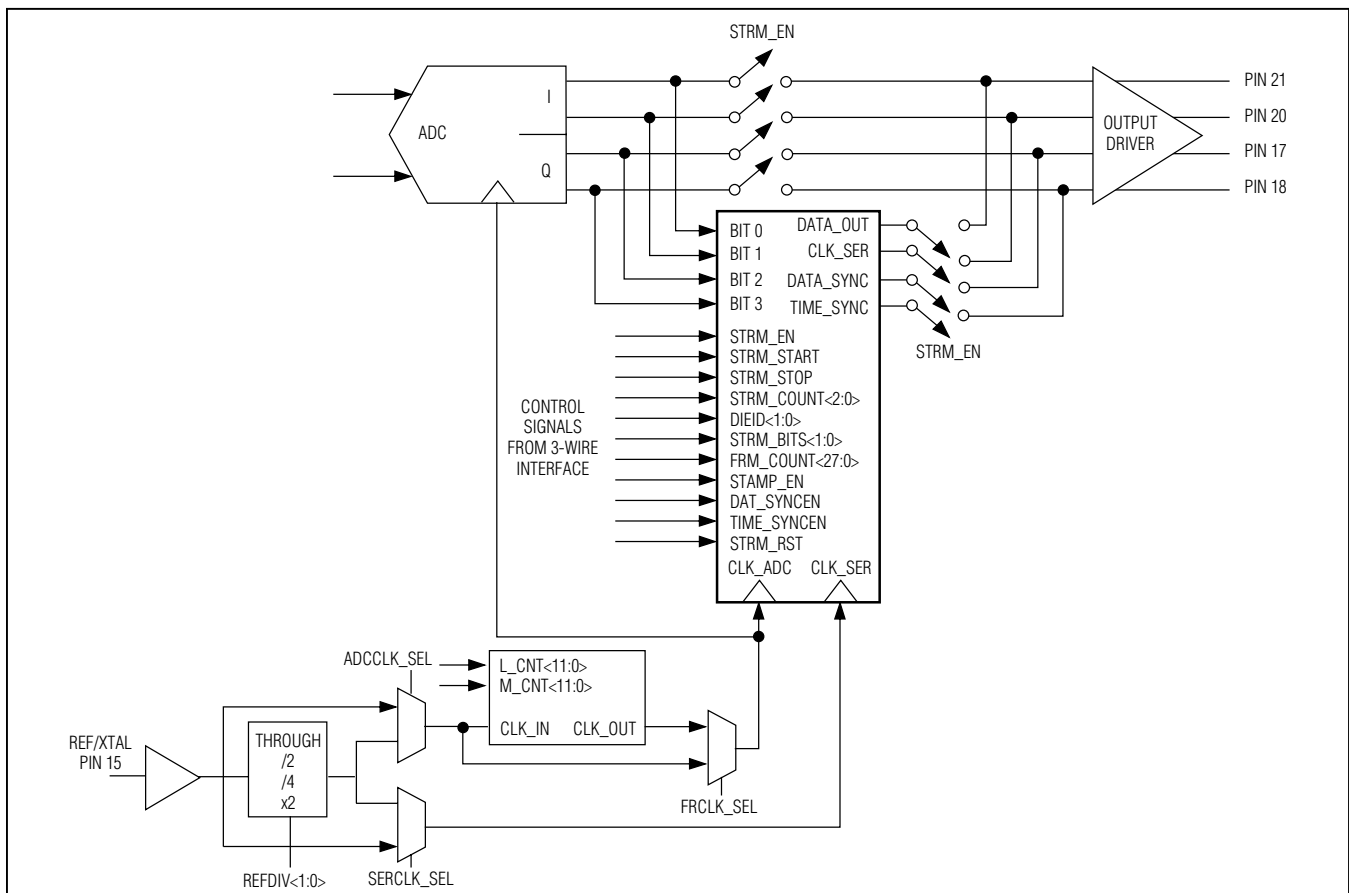 STRM_EN
I
ADC
Q
OUTPUT
DRIVER
PIN 21
PIN 20
PIN 17
PIN 18
BIT 0
BIT 1
BIT 2
BIT 3
DATA_OUT
CLK_SER
DATA_SYNC
TIME_SYNC
STRM_EN
STRM_EN
STRM_START
STRM_STOP
STRM_COUNT<2:0>
DIEID<1:0>
STRM_BITS<1:0>
FRM_COUNT<27:0>
STAMP_EN
DAT_SYNCEN
TIME_SYNCEN
STRM_RST
CLK_ADC
CLK_SER
CONTROL
SIGNALS
FROM 3-WIRE
INTERFACE
ADCCLK_SEL
L_CNT<11:0>
M_CNT<11:0>
CLK_IN
CLK_OUT
FRCLK_SEL
REF/XTAL
PIN 15
THROUGH
/2
/4
x2
REFDIV<1:0>
SERCLK_SEL